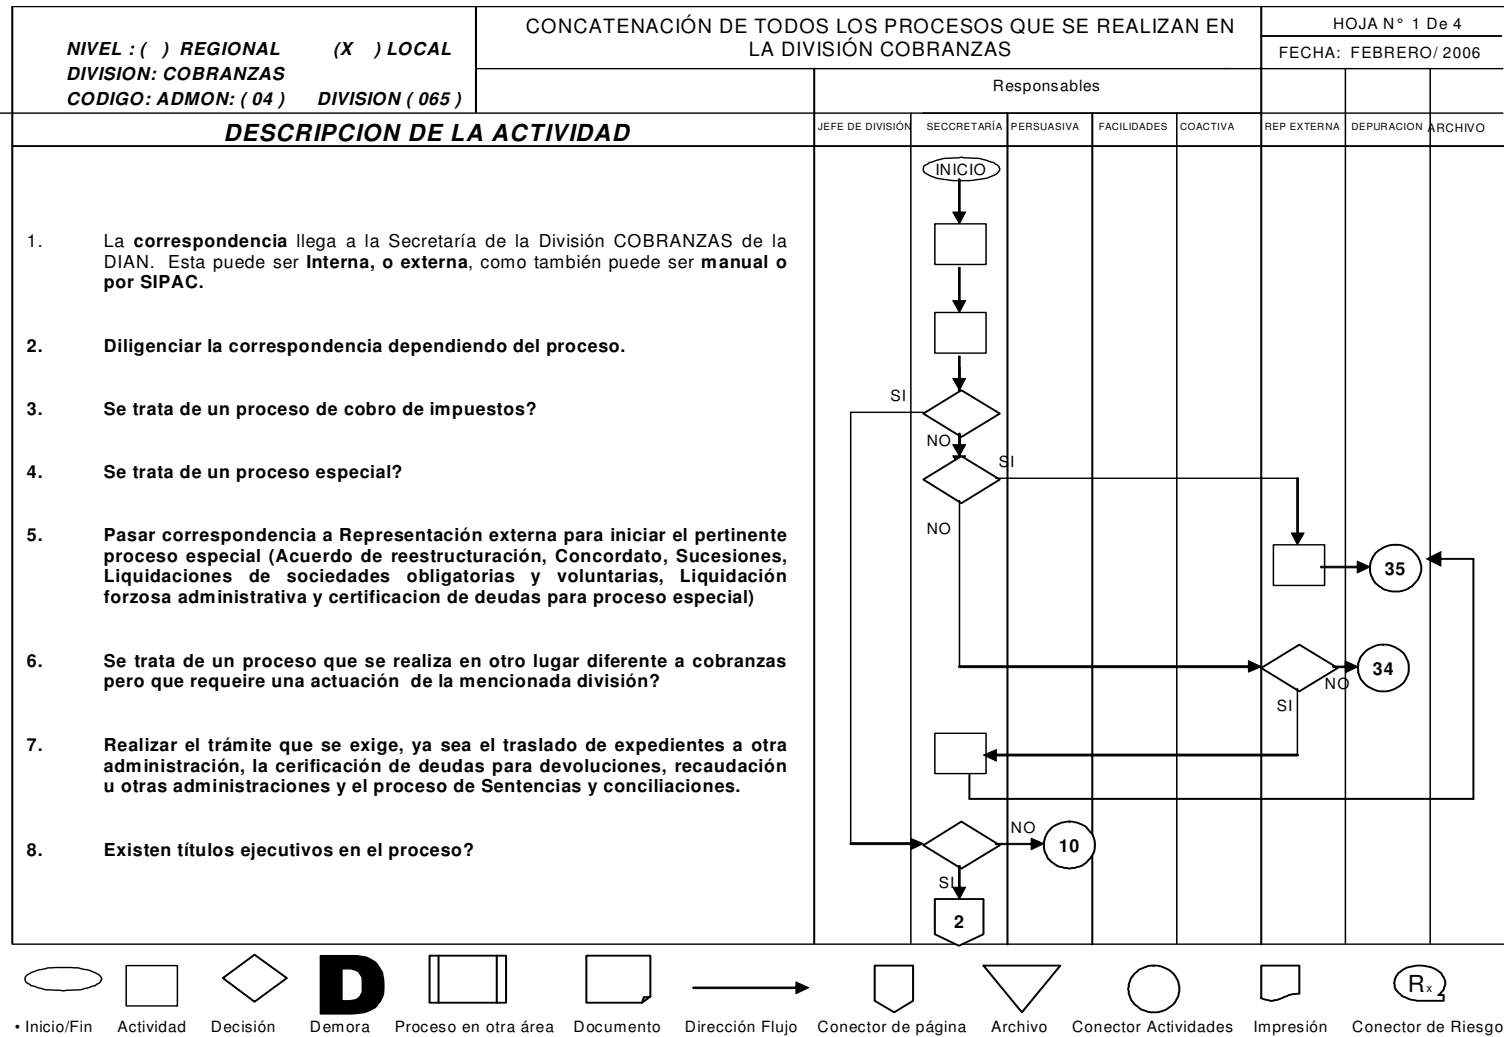 CONCATENACIÓN DE TODOS LOS PROCESOS QUE SE REALIZAN EN
LA DIVISIÓN COBRANZAS
HOJA N° 1 De 4
FECHA: FEBRERO/ 2006
NIVEL : ( ) REGIONAL (X ) LOCAL
DIVISION: COBRANZAS
CODIGO: ADMON: ( 04 ) DIVISION ( 065 )
Responsables
DESCRIPCION DE LA ACTIVIDAD
JEFE DE DIVISIÓN SECCRETARÍA PERSUASIVA FACILIDADES COACTIVA REP EXTERNA DEPURACION ARCHIVO
INICIO
1. La correspondencia llega a la Secretaría de la División COBRANZAS de la
DIAN. Esta puede ser Interna, o externa, como también puede ser manual o
por SIPAC.
2. Diligenciar la correspondencia dependiendo del proceso.
SI
3. Se trata de un proceso de cobro de impuestos?
NO
SI
4. Se trata de un proceso especial?
NO
5. Pasar correspondencia a Representación externa para iniciar el pertinente
proceso especial (Acuerdo de reestructuración, Concordato, Sucesiones,
Liquidaciones de sociedades obligatorias y voluntarias, Liquidación
forzosa administrativa y certificacion de deudas para proceso especial)
35
6. Se trata de un proceso que se realiza en otro lugar diferente a cobranzas
pero que requeire una actuación de la mencionada división?
34
NO
SI
7. Realizar el trámite que se exige, ya sea el traslado de expedientes a otra
administración, la cerificación de deudas para devoluciones, recaudación
u otras administraciones y el proceso de Sentencias y conciliaciones.
NO
10
8. Existen títulos ejecutivos en el proceso?
SI
2
D
Rx
• Inicio/Fin Actividad Decisión Demora Proceso en otra área Documento Dirección Flujo Conector de página Archivo Conector Actividades Impresión Conector de Riesgo